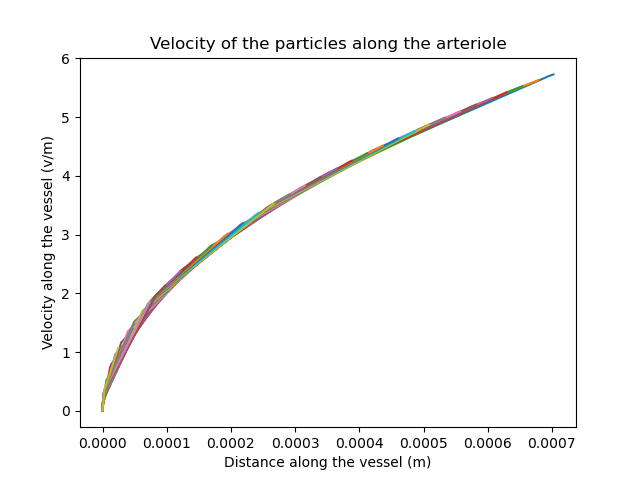 Velocity of the particles along the arteriole
Velocity along the vessel (v/m)
6
5
4
3
2
1
0
0.0000 0.0001 0.0002 0.0003 0.0004 0.0005 0.0006 0.0007
Distance along the vessel (m)